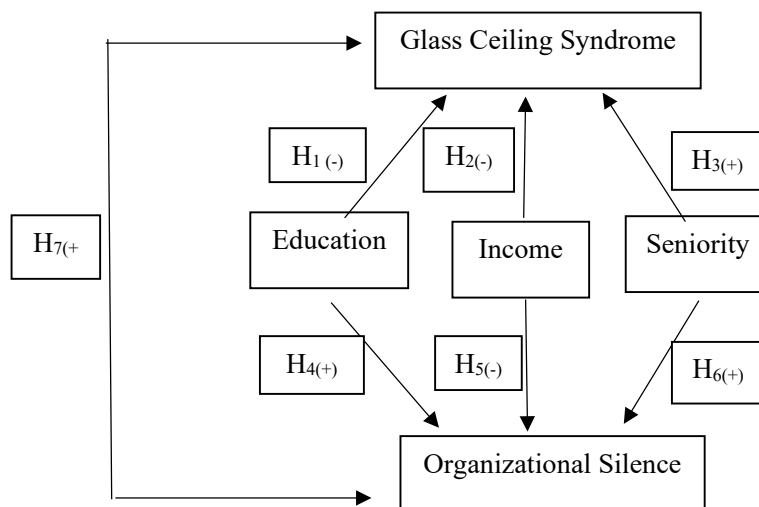 Glass Ceiling Syndrome
H1 (-)
H2(-)
H3(+)
H7(+
Education
Income
Seniority
H4(+)
H5(-)
H6(+)
Organizational Silence